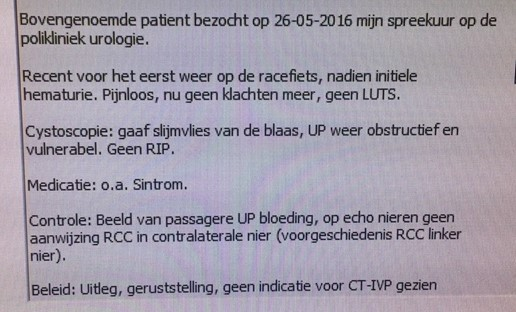 Bovengenoemde patient bezocht op 26-05-2016 mijn spreekuur op de
polikliniek urologie.
Recent voor het eerst weer op de racefiets, nadien initiele
hematurie. Pijnloos, nu geen klachten meer, geen LUTS.
Cystoscopie: gaaf slijmvlies van de blaas, UP weer obstructief en
vulnerabel. Geen RIP.
Medicatie: o.a. Sintrom.
Controle: Beeld van passagere UP bloeding, op echo nieren geen
aanwijzing RCC in contralaterale nier (voorgeschiedenis RCC linker
nier).
Beleid: Uitleg, geruststelling, geen indicatie voor CT-IVP gezien